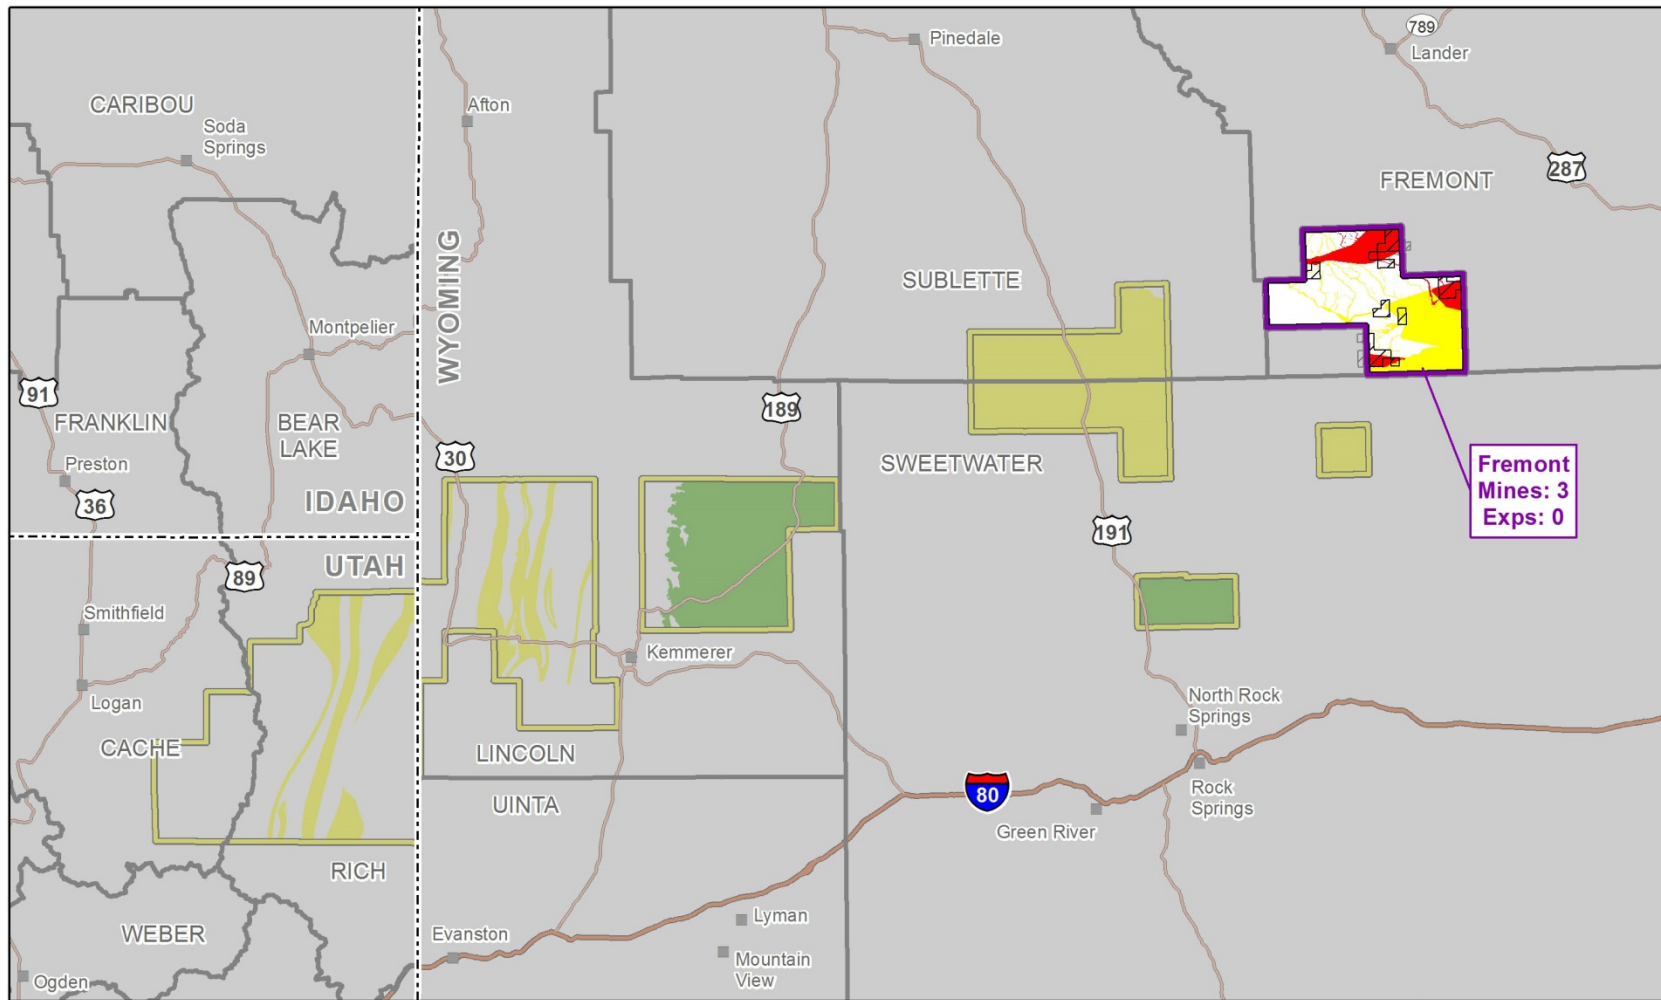 789
Pinedale
Lander
CARIBOU
Afton
Soda
Springs
287
FREMONT
WYOMING
SUBLETTE
Montpelier
91
FRANKLIN
BEAR
LAKE
189
30
Preston
SWEETWATER
Fremont
Mines: 3
Exps: 0
36
IDAHO
191
UTAH
89
Smithfield
Kemmerer
Logan
North Rock
Springs
CACHE
LINCOLN
80
Rock
Springs
UINTA
Green River
RICH
Lyman
WEBER
Evanston
Mountain
View
Ogden